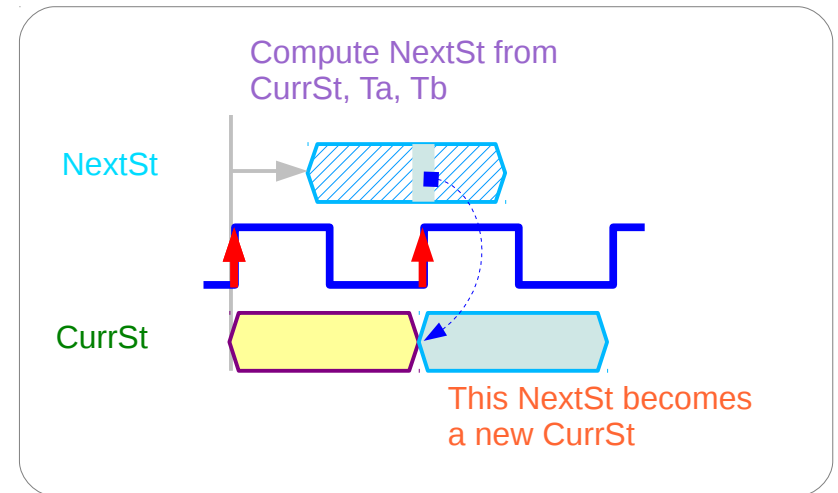 Compute NextSt from
CurrSt, Ta, Tb
NextSt
CurrSt
This NextSt becomes
a new CurrSt